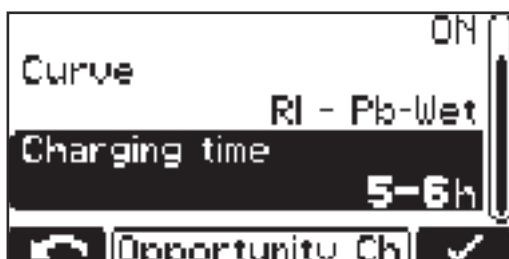 ON
Curve
RI - Pb-Wet
Charging time
5-6h
Opportunity Ch